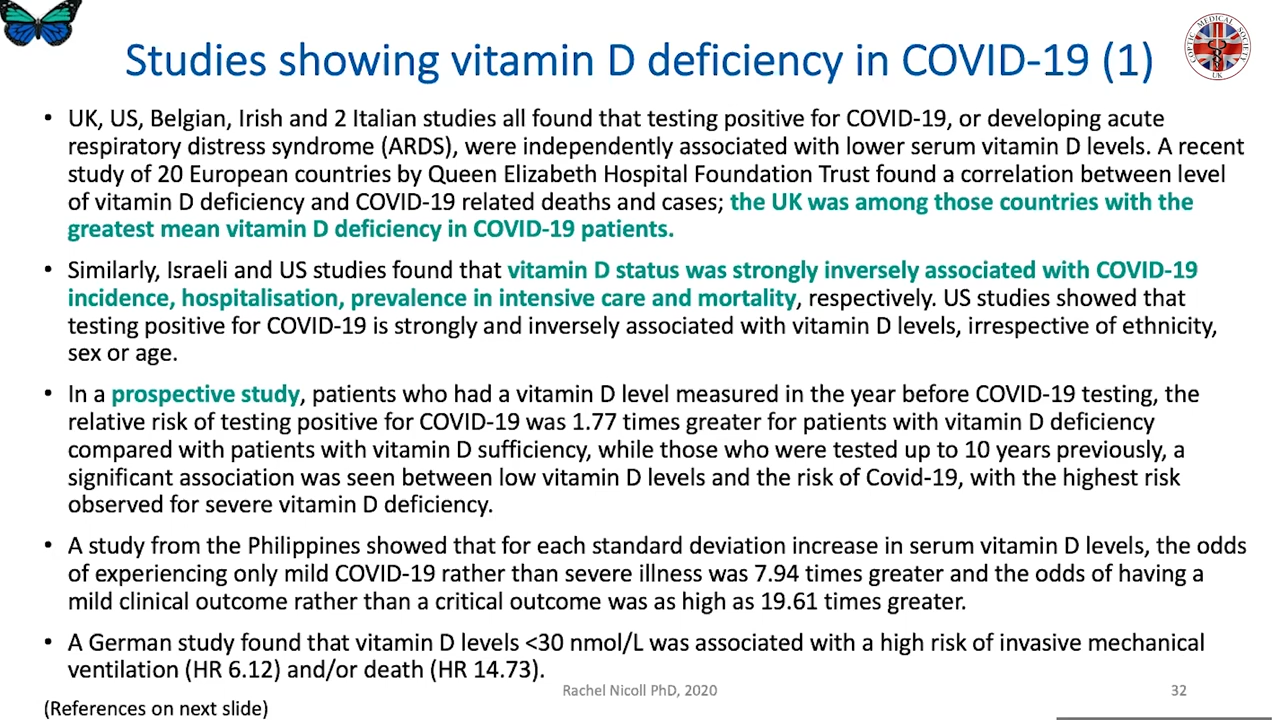 Studies showing vitamin D deficiency in COVID-19 (1)
COPTIC MEDICAL SOCIETY
UK
• UK, US, Belgian, Irish and 2 Italian studies all found that testing positive for COVID-19, or developing acute
respiratory distress syndrome (ARDS), were independently associated with lower serum vitamin D levels. A recent
study of 20 European countries by Queen Elizabeth Hospital Foundation Trust found a correlation between level
of vitamin D deficiency and COVID-19 related deaths and cases; the UK was among those countries with the
greatest mean vitamin D deficiency in COVID-19 patients.
• Similarly, Israeli and US studies found that vitamin D status was strongly inversely associated with COVID-19
incidence, hospitalisation, prevalence in intensive care and mortality, respectively. US studies showed that
testing positive for COVID-19 is strongly and inversely associated with vitamin D levels, irrespective of ethnicity,
sex or age.
• In a prospective study, patients who had a vitamin D level measured in the year before COVID-19 testing, the
relative risk of testing positive for COVID-19 was 1.77 times greater for patients with vitamin D deficiency
compared with patients with vitamin D sufficiency, while those who were tested up to 10 years previously, a
significant association was seen between low vitamin D levels and the risk of Covid-19, with the highest risk
observed for severe vitamin D deficiency.
• A study from the Philippines showed that for each standard deviation increase in serum vitamin D levels, the odds
of experiencing only mild COVID-19 rather than severe illness was 7.94 times greater and the odds of having a
mild clinical outcome rather than a critical outcome was as high as 19.61 times greater.
• A German study found that vitamin D levels <30 nmol/L was associated with a high risk of invasive mechanical
ventilation (HR 6.12) and/or death (HR 14.73).
Rachel Nicoll PhD, 2020
32
(References on next slide)